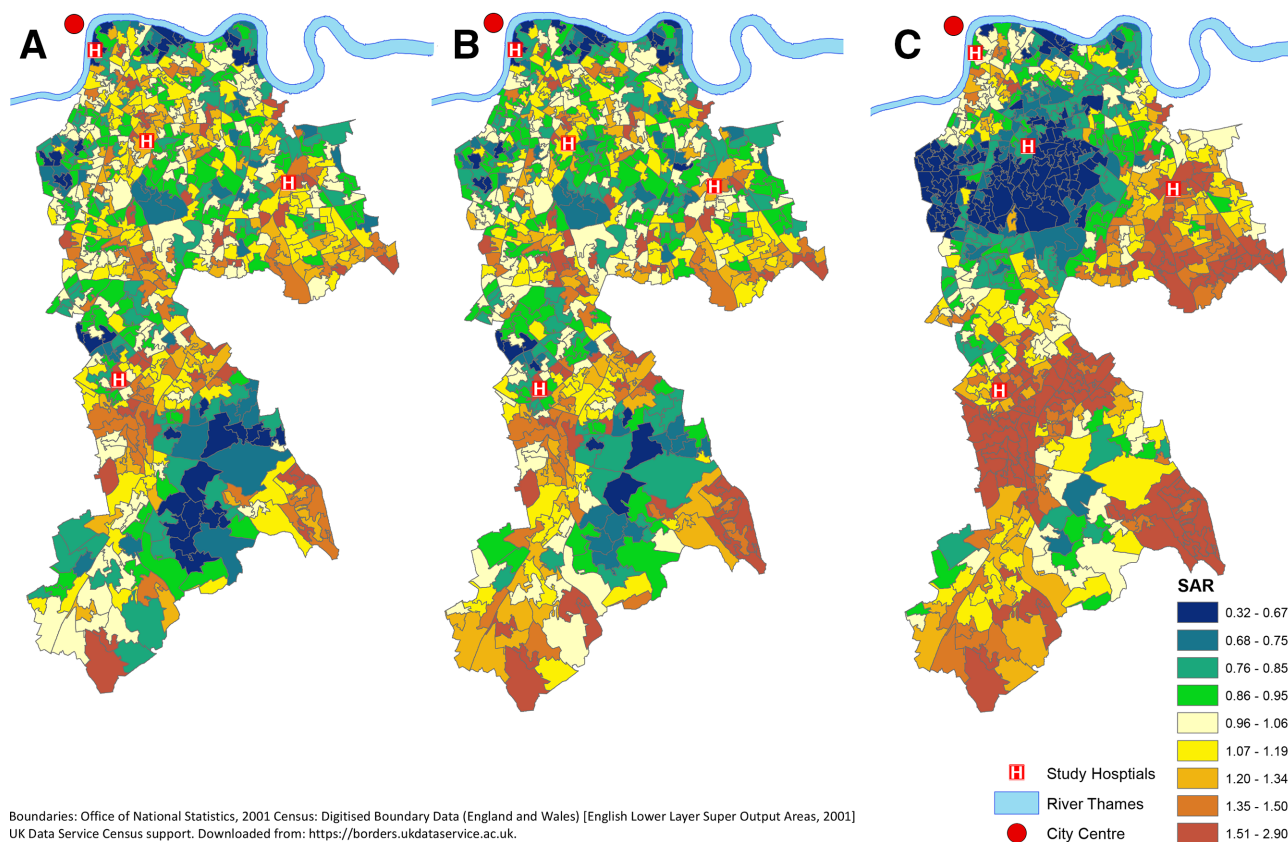 A
B
C
H
H
H
H
H
H
H
H
H
H
H
H
SAR
0.32 - 0.67
0.68 - 0.75
0.76 - 0.85
0.86 - 0.95
0.96 - 1.06
1.07 - 1.19
1.20 - 1.34
1.35 - 1.50
1.51 - 2.90
H Study Hosptials
River Thames
City Centre
Boundaries: Office of National Statistics, 2001 Census: Digitised Boundary Data (England and Wales) [English Lower Layer Super Output Areas, 2001]
UK Data Service Census support. Downloaded from: https://borders.ukdataservice.ac.uk.